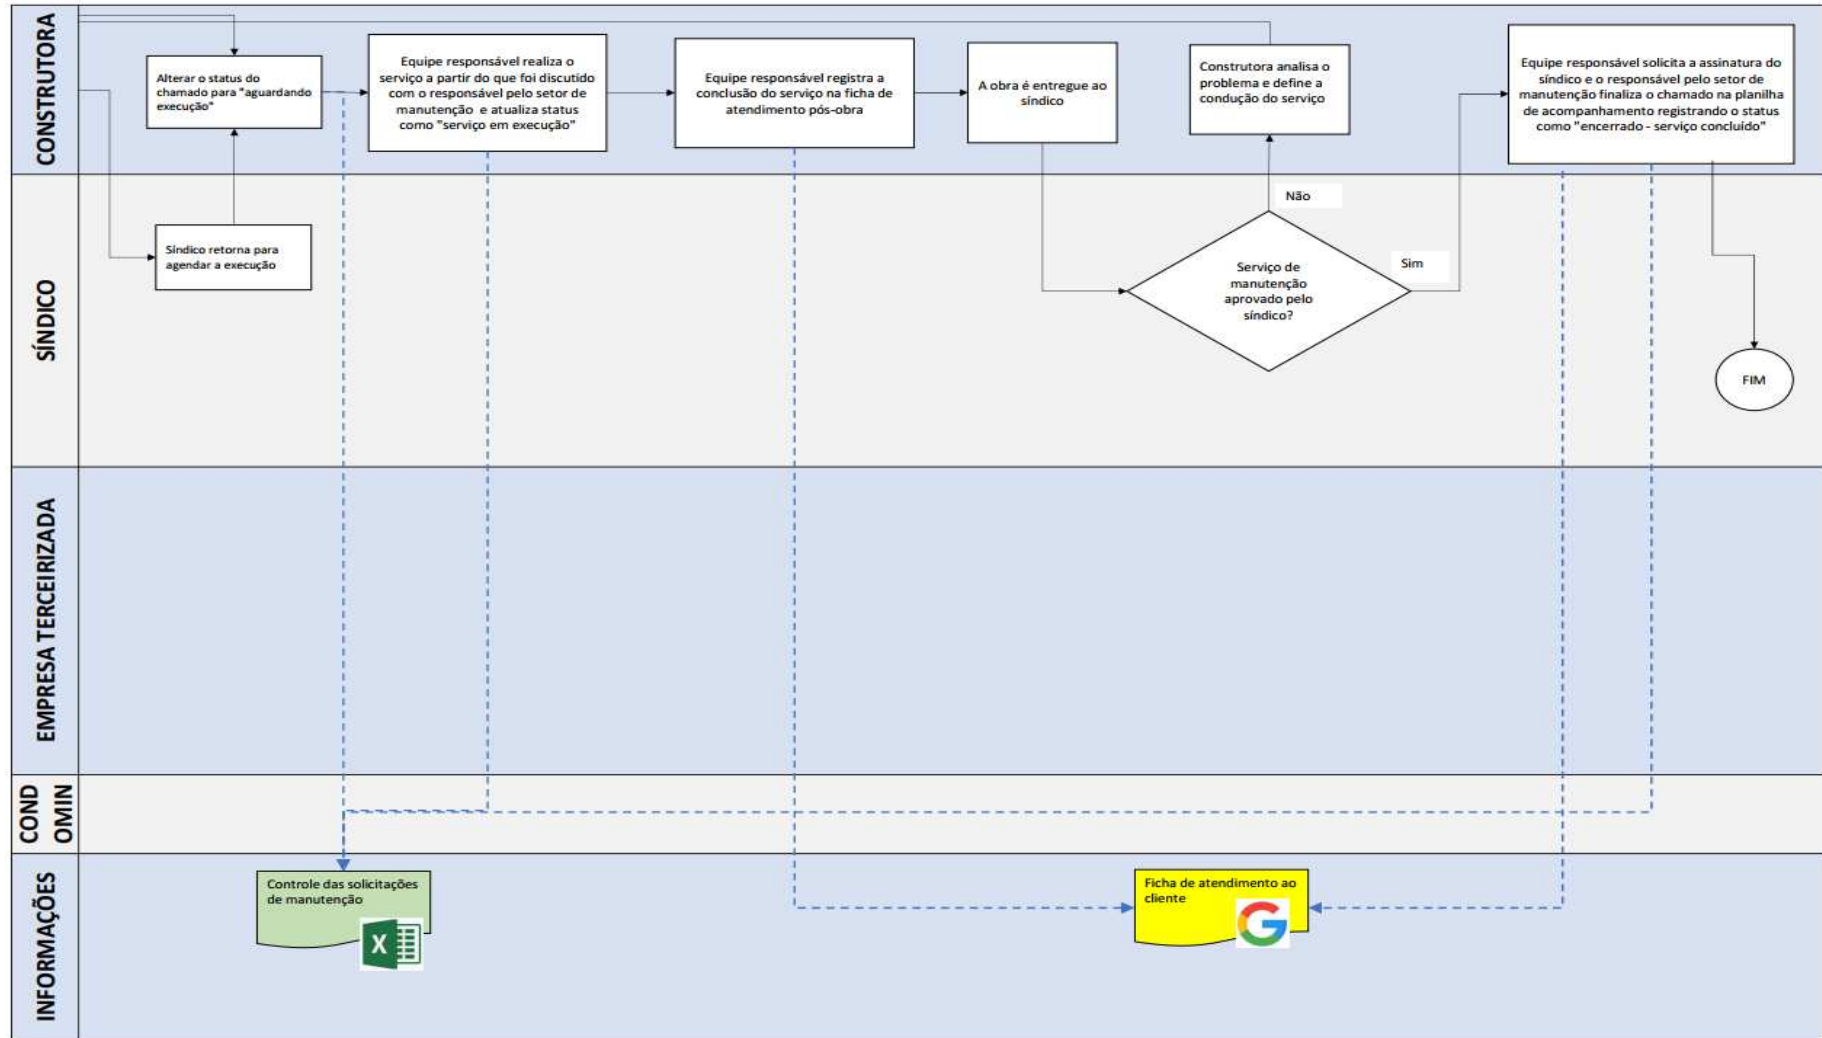 CONSTRUTORA
Alterar o status do
chamado para "aguardando
execução"
Equipe responsável realiza o
serviço a partir do que foi discutido
com o responsável pelo setor de
manutenção e atualiza status
como "serviço em execução"
Equipe responsável registra a
conclusão do serviço na ficha de
atendimento pós-obra
A obra é entregue ao
síndico
Construtora analisa o
problema e define a
condução do serviço
Equipe responsável solicita a assinatura do
síndico e o responsável pelo setor de
manutenção finaliza o chamado na planilha
de acompanhamento registrando o status
como "encerrado - serviço concluído"
SÍNDICO
Síndico retorna para
agendar a execução
Não
Serviço de
manutenção
aprovado pelo
síndico?
Sim
FIM
EMPRESA TERCEIRIZADA
COND
OMIN
INFORMAÇÕES
Controle das solicitações
de manutenção
X
Ficha de atendimento ao
cliente
G